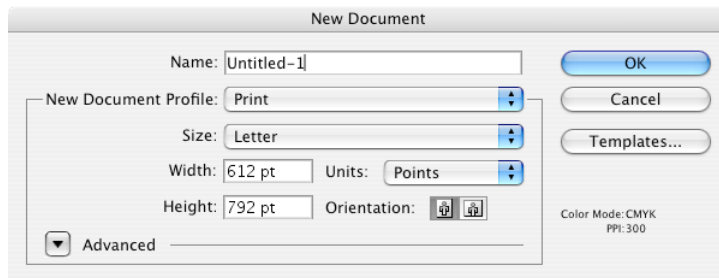 New Document
Name: Untitled-1
OK
New Document Profile: Print
Cancel
Size: Letter
Templates...
Width: 612 pt Units: Points
Height: 792 pt Orientation:
Color Mode:CMYK
PPI:300
Advanced